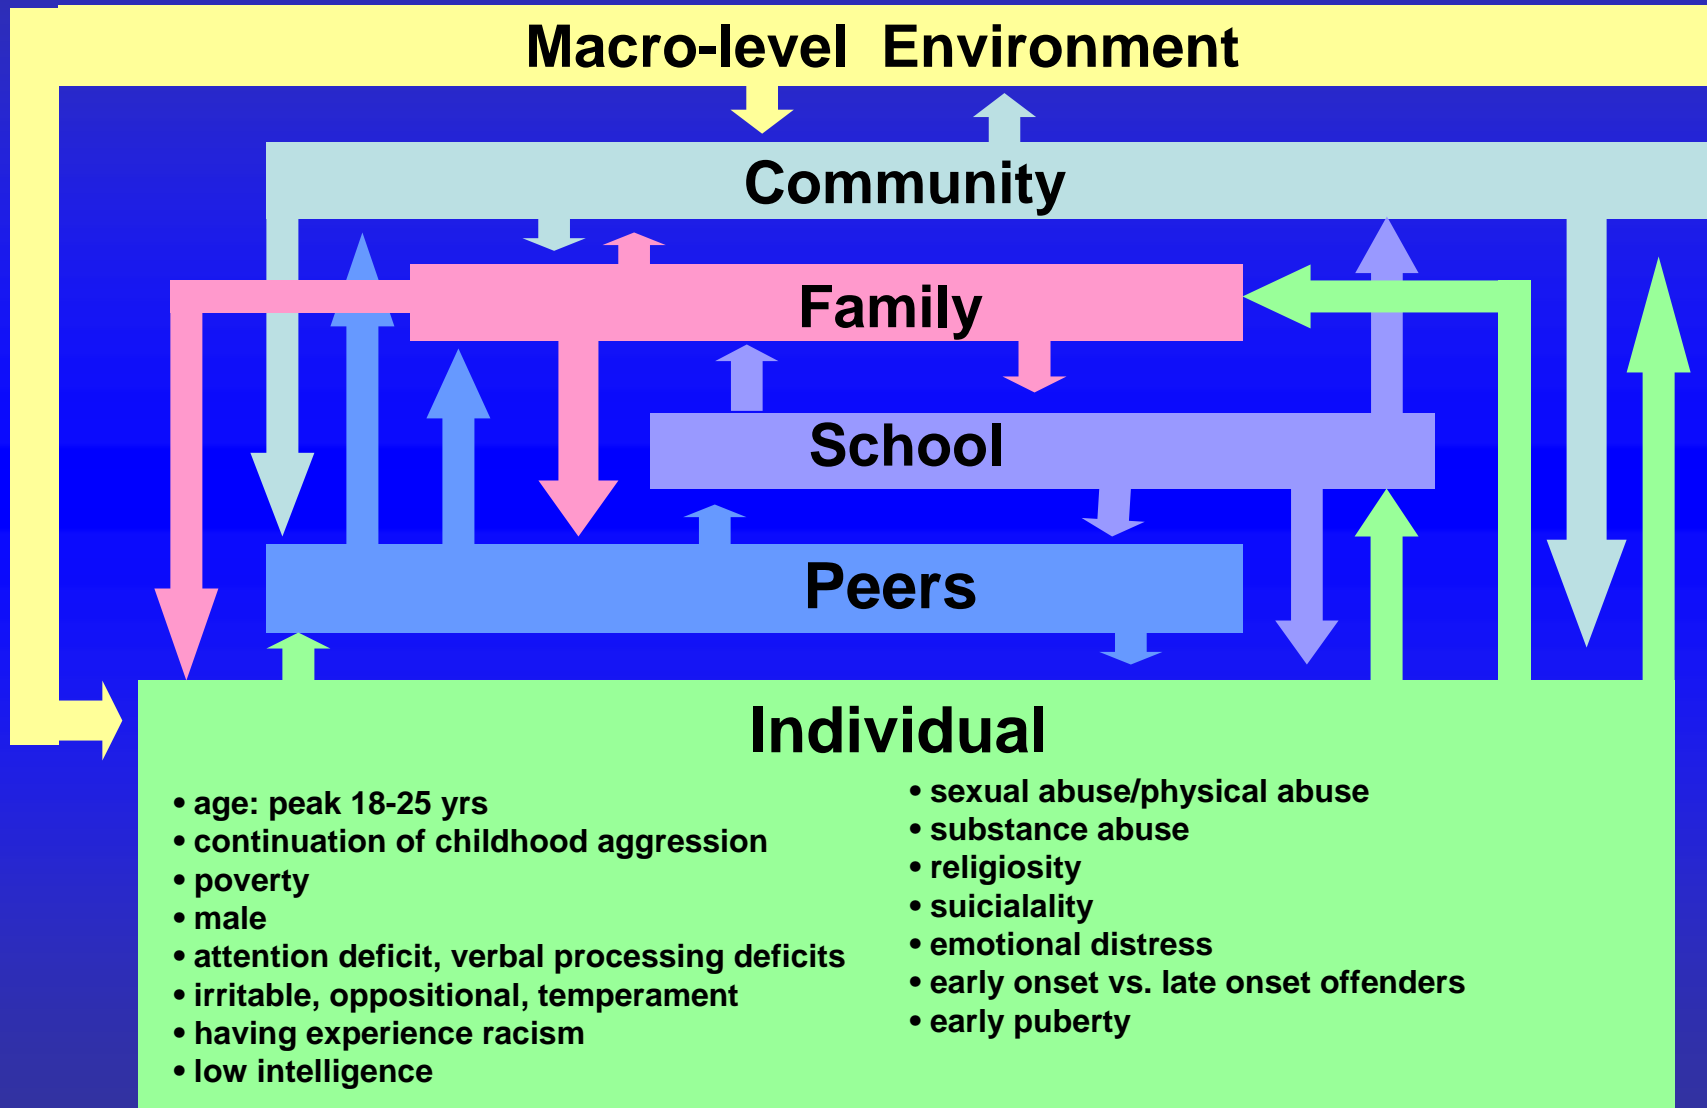 Macro-level Environment
Community
Family
School
Peers
Individual
• age: peak 18-25 yrs
• continuation of childhood aggression
• poverty
• male
• attention deficit, verbal processing deficits
• irritable, oppositional, temperament
• having experience racism
• low intelligence
• sexual abuse/physical abuse
• substance abuse
• religiosity
• suicialality
• emotional distress
• early onset vs. late onset offenders
• early puberty